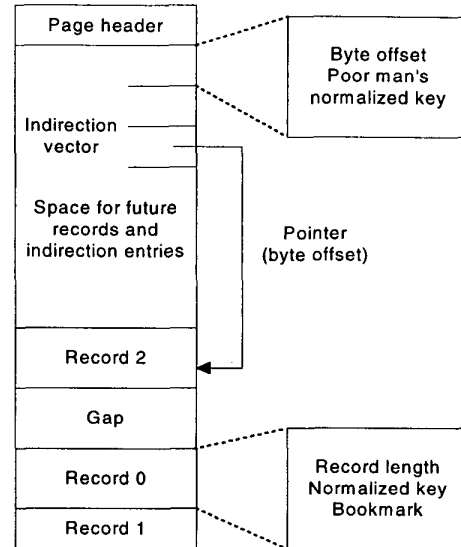 Page header
Byte offset
Poor man's
normalized key
Indirection
vector
Space for future
records and
indirection entries
Pointer
(byte offset)
Record 2
Gap
Record 0
Record 1
Record length
Normalized key
Bookmark